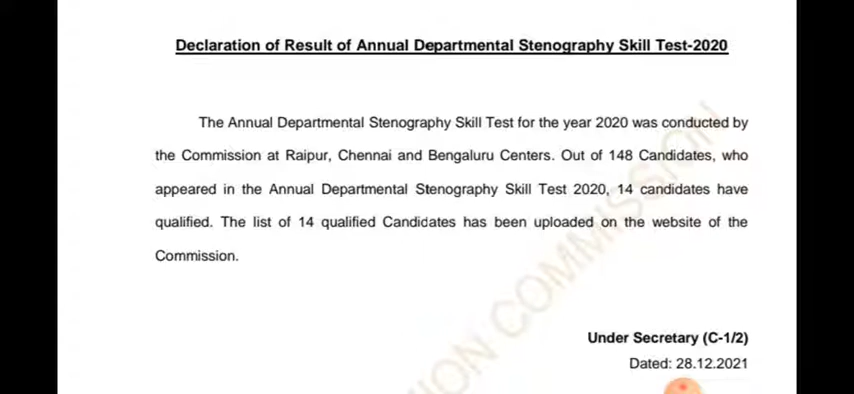 Declaration of Result of Annual Departmental Stenography Skill Test-2020
The Annual Departmental Stenography Skill Test for the year 2020 was conducted by
the Commission at Raipur, Chennai and Bengaluru Centers. Out of 148 Candidates, who
appeared in the Annual Departmental Stenography Skill Test 2020, 14 candidates have
qualified. The list of 14 qualified Candidates has been uploaded on the website of the
Commission.
ION COMMISSION
Under Secretary (C-1/2)
Dated: 28.12.2021